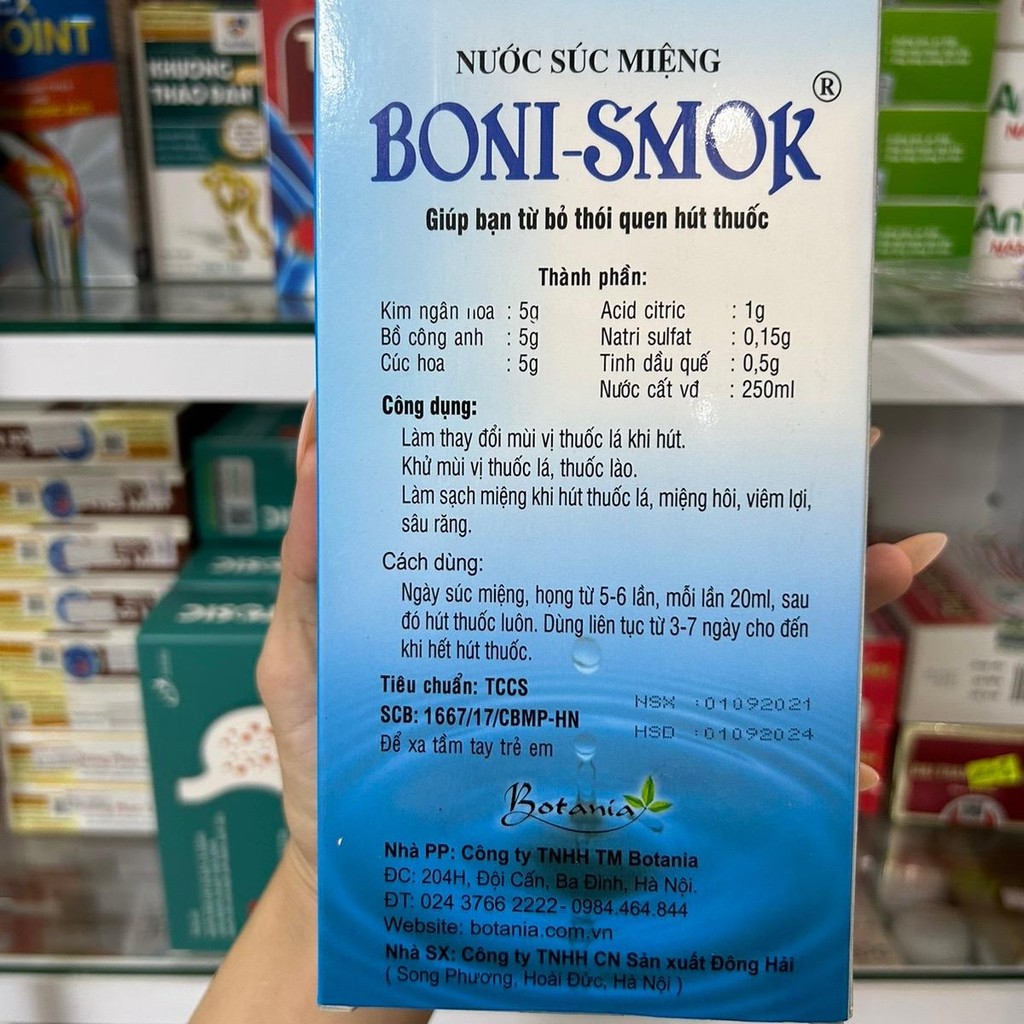 OINT
KHƯƠNG
THẢO ĐAN
NƯỚC SÚC MIỆNG
BONI-SMOK®
Giúp bạn từ bỏ thói quen hút thuốc
Thành phần:
Kim ngân hoa : 5g
Bồ công anh : 5g
Cúc hoa : 5g
Acid citric : 1g
Natri sulfat : 0,15g
Tinh dầu quế : 0,5g
Nước cất vđ : 250ml
Công dụng:
Làm thay đổi mùi vị thuốc lá khi hút.
Khử mùi vị thuốc lá, thuốc lào.
Làm sạch miệng khi hút thuốc lá, miệng hôi, viêm lợi,
sâu răng.
Cách dùng:
Ngày súc miệng, họng từ 5-6 lần, mỗi lần 20ml, sau
đó hút thuốc luôn. Dùng liên tục từ 3-7 ngày cho đến
khi hết hút thuốc.
Tiêu chuẩn: TCCS
SCB: 1667/17/CBMP-HN
Để xa tầm tay trẻ em
NSX :01092021
HSD :01092024
Botania
Nhà PP: Công ty TNHH TM Botania
ĐC: 204H, Đội Cấn, Ba Đình, Hà Nội.
ĐT: 024 3766 2222- 0984.464.844
Website: botania.com.vn
Nhà SX: Công ty TNHH CN Sản xuất Đông Hải
( Song Phương, Hoài Đức, Hà Nội )